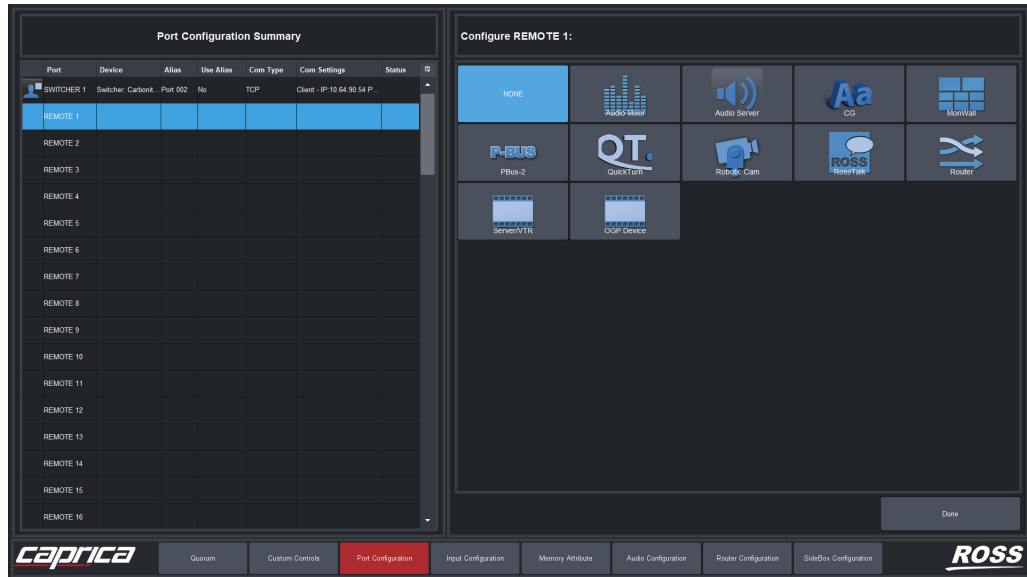 Port Configuration Summary
Port Device Alias Use Alias Com Type Com Settings Status
SWITCHER 1 Switcher: Carbonit... Port 002 No TCP Client - IP:10.64.90.54 P...
REMOTE 1
REMOTE 2
REMOTE 3
REMOTE 4
REMOTE 5
REMOTE 6
REMOTE 7
REMOTE 8
REMOTE 9
REMOTE 10
REMOTE 11
REMOTE 12
REMOTE 13
REMOTE 14
REMOTE 15
REMOTE 16
Configure REMOTE 1:
NONE
Audio Mixer
Audio Server
Aa
CG
MonWall
P-BUS
PBus-2
QT.
QuickTurn
Robotic Cam
ROSS
RossTalk
Router
Server/VTR
OGP Device
Done
caprica Quorum Custom Controls Port Configuration Input Configuration Memory Attribute Audio Configuration Router Configuration SideBox Configuration ROSS